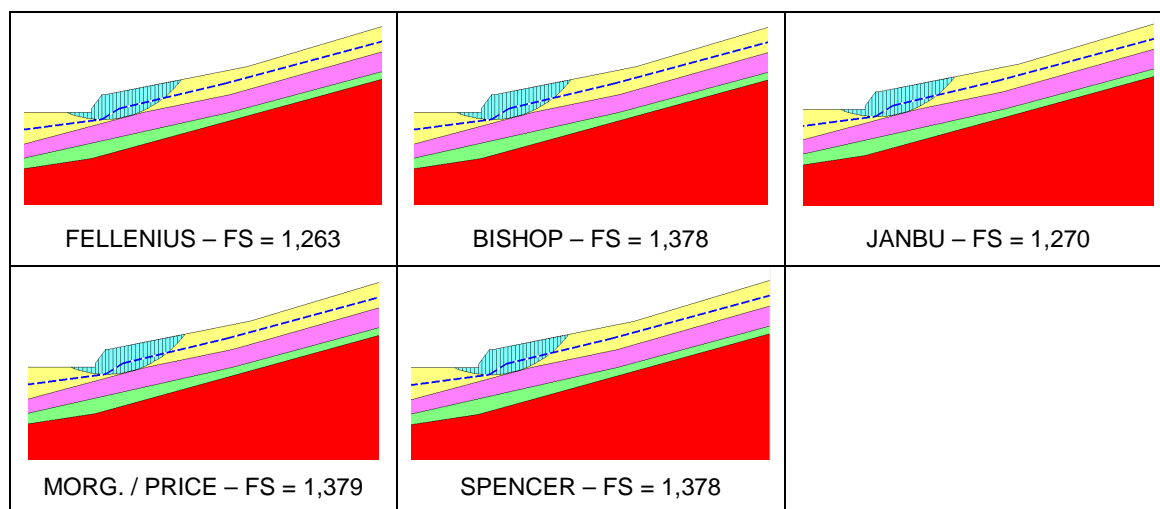 FELLENIUS – FS = 1,263
BISHOP – FS = 1,378
JANBU – FS = 1,270
MORG. / PRICE – FS = 1,379
SPENCER – FS = 1,378